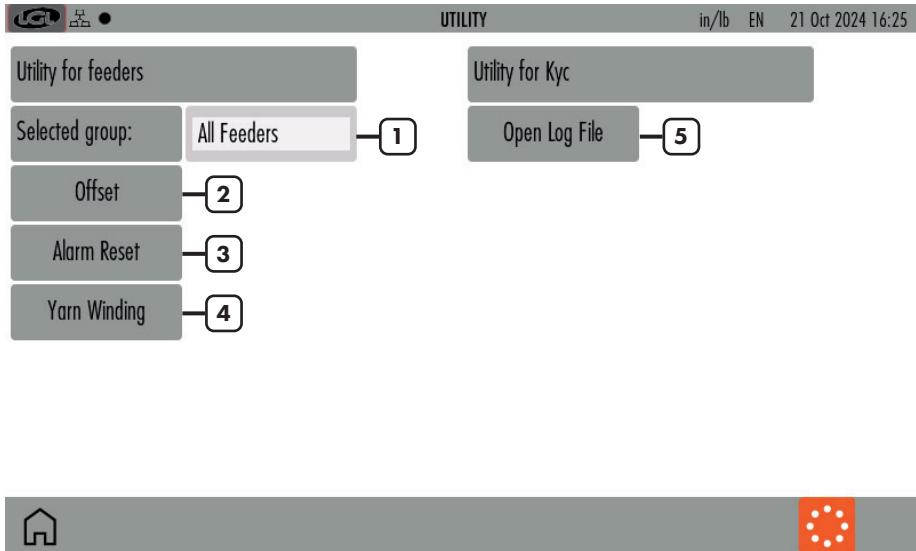 LGL UTILITY in/lb EN 21 Oct 2024 16:25
Utility for feeders
Utility for Kyc
Selected group: All Feeders 1
Open Log File 5
Offset 2
Alarm Reset 3
Yarn Winding 4